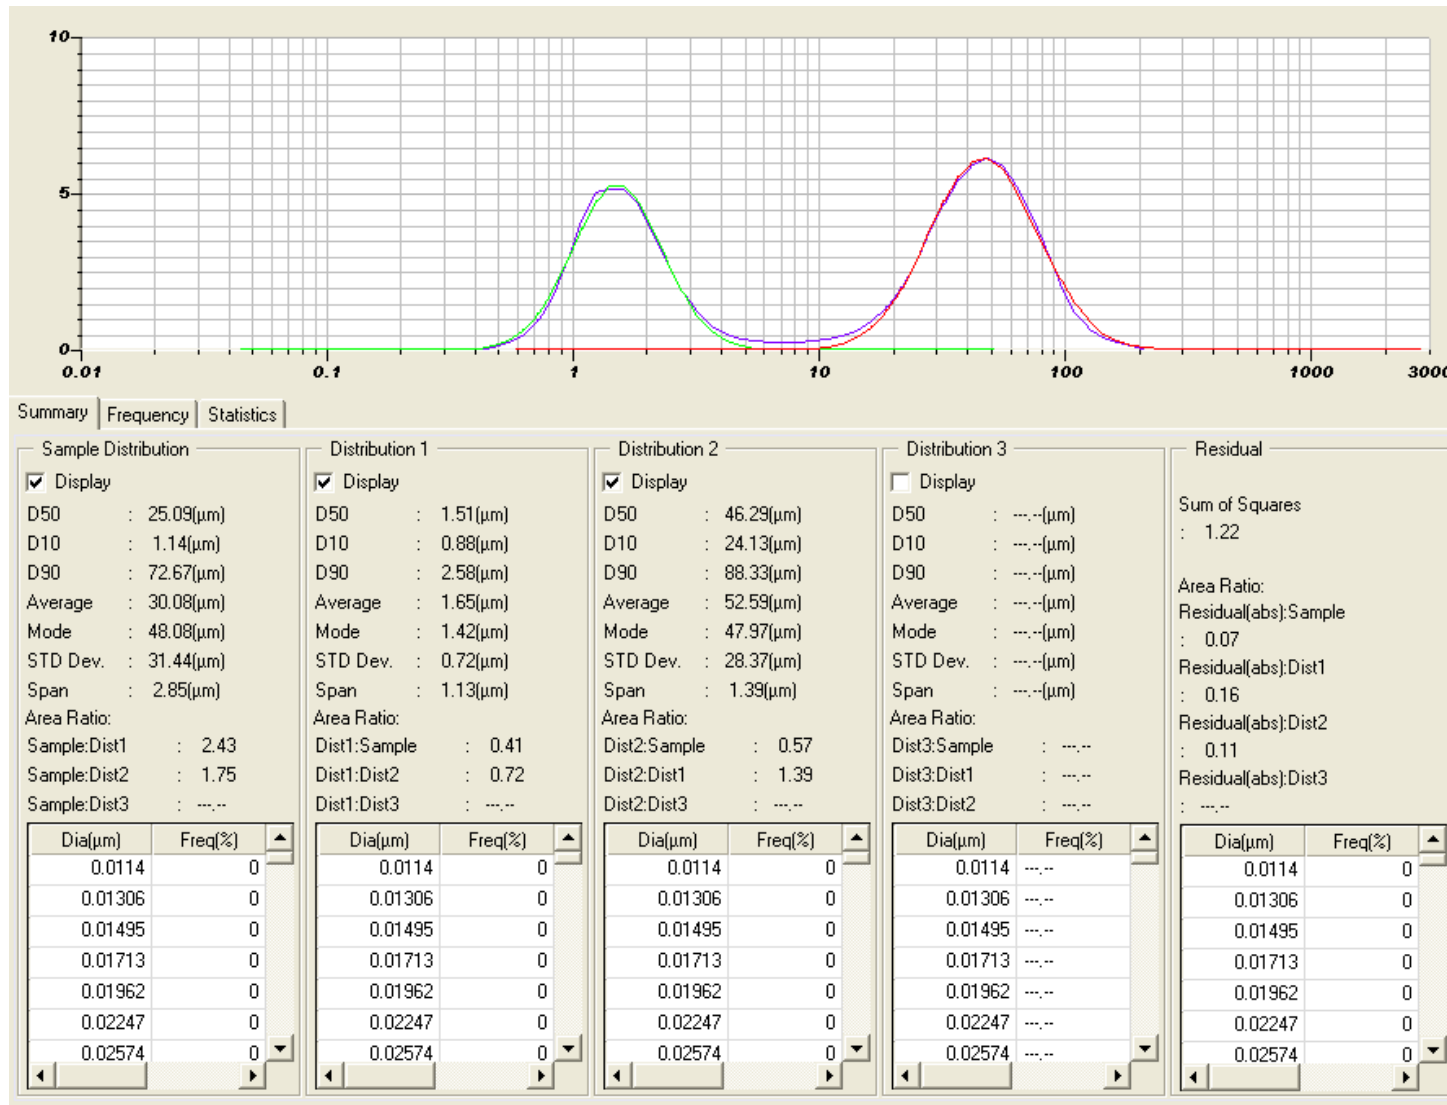 10
5
0
0.01 0.1 1 10 100 1000 3000
Summary Frequency Statistics
Sample Distribution
Display
D50 : 25.09(µm)
D10 : 1.14(µm)
D90 : 72.67(µm)
Average : 30.08(µm)
Mode : 48.08(µm)
STD Dev. : 31.44(µm)
Span : 2.85(µm)
Area Ratio:
Sample:Dist1 : 2.43
Sample:Dist2 : 1.75
Sample:Dist3 : ---.--
Dia(µm) Freq(%)
0.0114 0
0.01306 0
0.01495 0
0.01713 0
0.01962 0
0.02247 0
0.02574 0
Distribution 1
Display
D50 : 1.51(µm)
D10 : 0.88(µm)
D90 : 2.58(µm)
Average : 1.65(µm)
Mode : 1.42(µm)
STD Dev. : 0.72(µm)
Span : 1.13(µm)
Area Ratio:
Dist1:Sample : 0.41
Dist1:Dist2 : 0.72
Dist1:Dist3 : ---.--
Dia(µm) Freq(%)
0.0114 0
0.01306 0
0.01495 0
0.01713 0
0.01962 0
0.02247 0
0.02574 0
Distribution 2
Display
D50 : 46.29(µm)
D10 : 24.13(µm)
D90 : 88.33(µm)
Average : 52.59(µm)
Mode : 47.97(µm)
STD Dev. : 28.37(µm)
Span : 1.39(µm)
Area Ratio:
Dist2:Sample : 0.57
Dist2:Dist1 : 1.39
Dist2:Dist3 : ---.--
Dia(µm) Freq(%)
0.0114 0
0.01306 0
0.01495 0
0.01713 0
0.01962 0
0.02247 0
0.02574 0
Distribution 3
Display
D50 : ---.--(µm)
D10 : ---.--(µm)
D90 : ---.--(µm)
Average : ---.--(µm)
Mode : ---.--(µm)
STD Dev. : ---.--(µm)
Span : ---.--(µm)
Area Ratio:
Dist3:Sample : ---.--
Dist3:Dist1 : ---.--
Dist3:Dist2 : ---.--
Dia(µm) Freq(%)
0.0114 ---.--
0.01306 ---.--
0.01495 ---.--
0.01713 ---.--
0.01962 ---.--
0.02247 ---.--
0.02574 ---.--
Residual
Sum of Squares
: 1.22
Area Ratio:
Residual(abs):Sample
: 0.07
Residual(abs):Dist1
: 0.16
Residual(abs):Dist2
: 0.11
Residual(abs):Dist3
: ---.--
Dia(µm) Freq(%)
0.0114 0
0.01306 0
0.01495 0
0.01713 0
0.01962 0
0.02247 0
0.02574 0